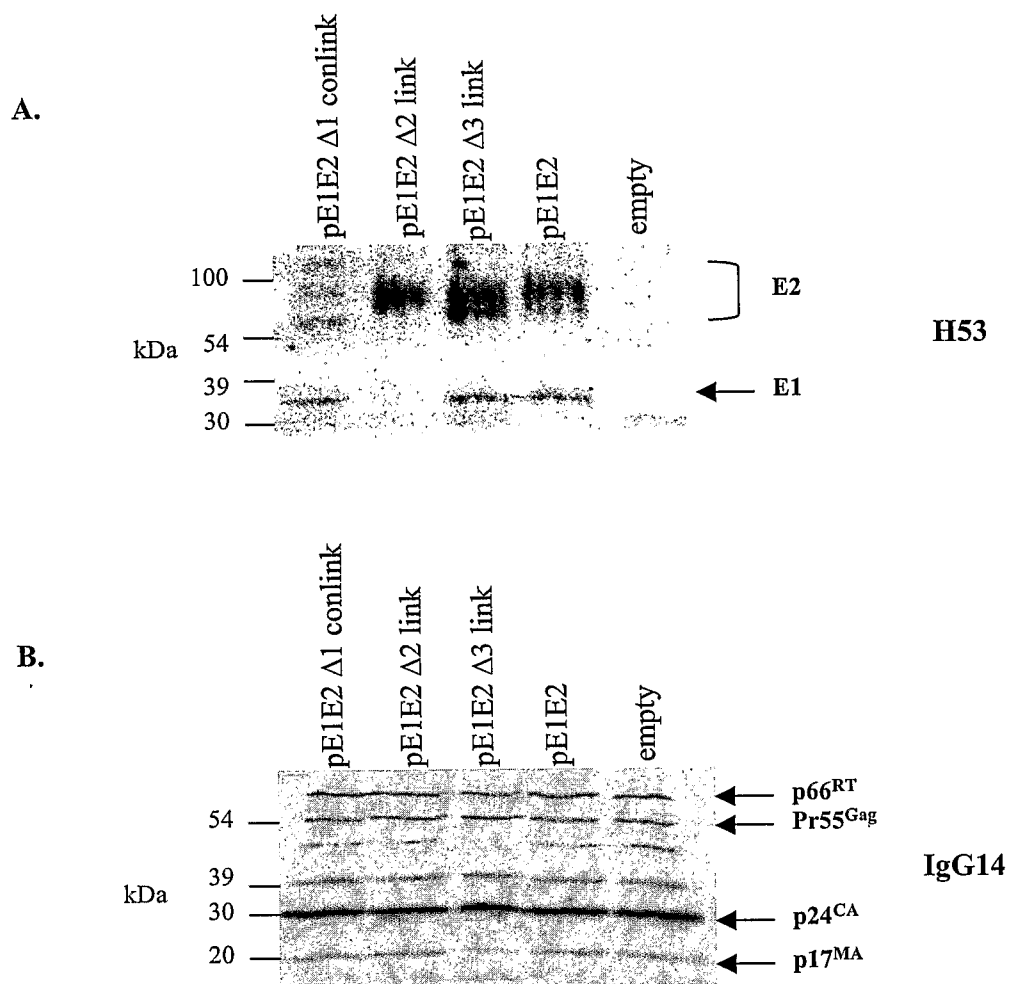 A.
pE1E2 Δ1 conlink
pE1E2 Δ2 link
pE1E2 Δ3 link
pE1E2
empty
100
54
kDa
39
30
E2
E1
H53
B.
pE1E2 Δ1 conlink
pE1E2 Δ2 link
pE1E2 Δ3 link
pE1E2
empty
54
39
kDa
30
20
p66RT
Pr55Gag
p24CA
p17MA
IgG14